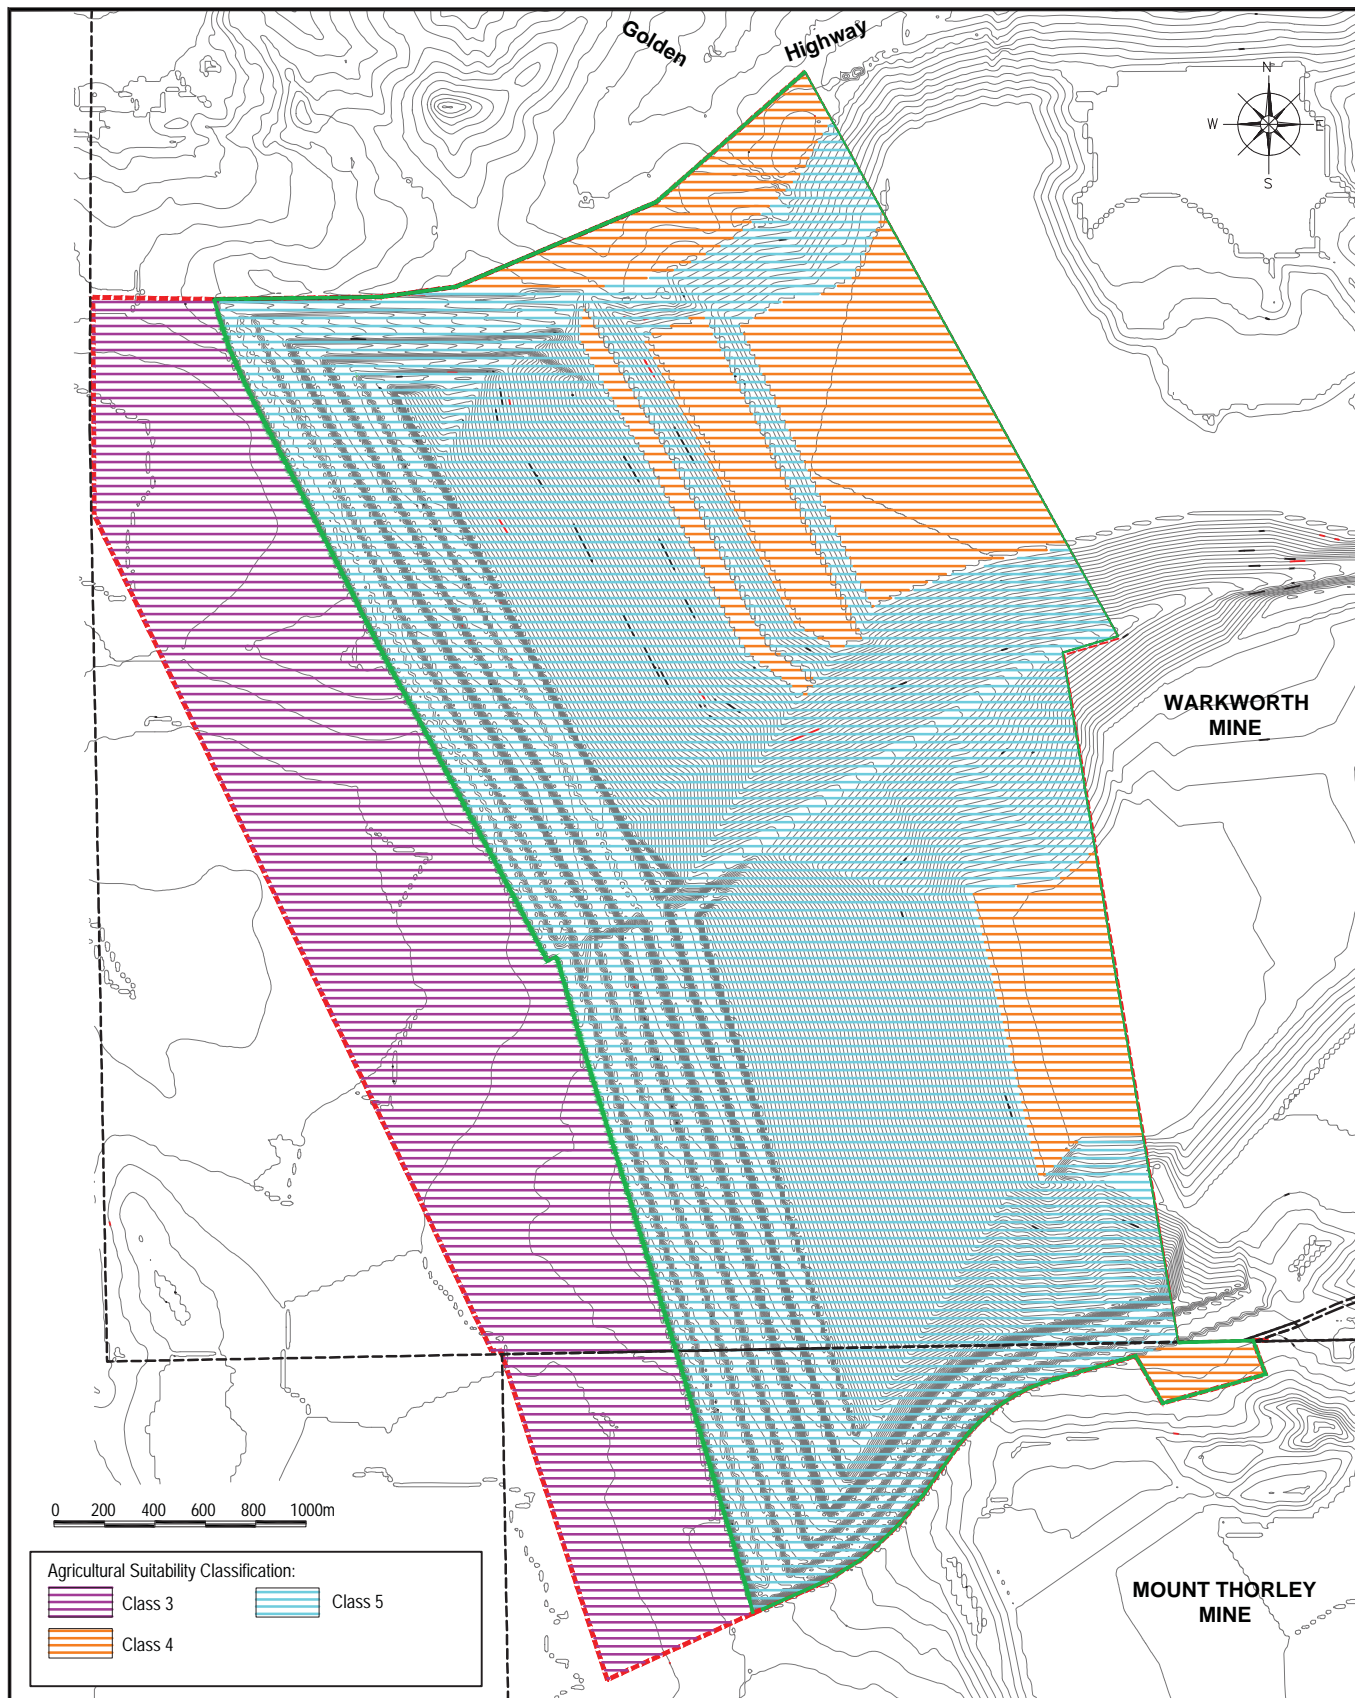 Golden
Highway
N
W
E
S
WARKWORTH
MINE
0 200 400 600 800 1000m
Agricultural Suitability Classification:
Class 3
Class 5
Class 4
MOUNT THORLEY
MINE